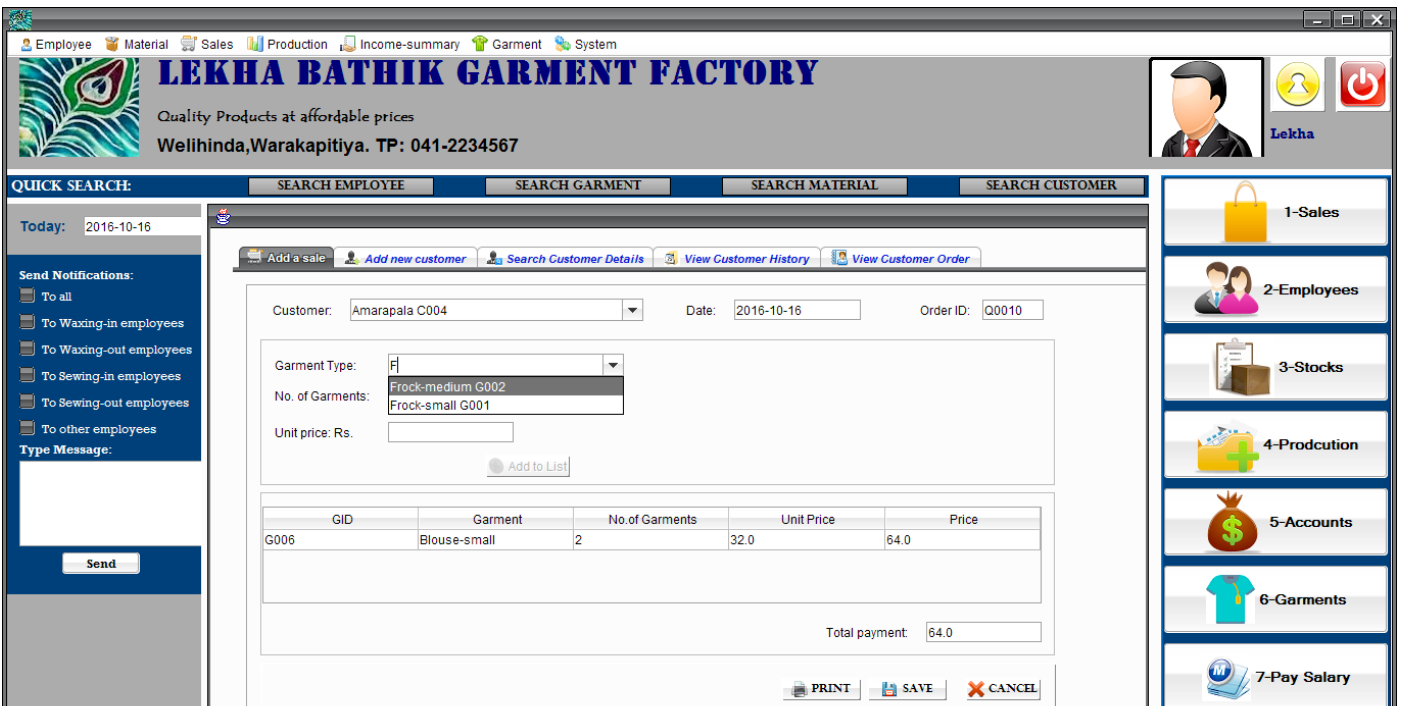 Employee Material Sales Production Income-summary Garment System
LEKHA BATHIK GARMENT FACTORY
Quality Products at affordable prices
Welihinda,Warakapitiya. TP: 041-2234567
Lekha
QUICK SEARCH: SEARCH EMPLOYEE SEARCH GARMENT SEARCH MATERIAL SEARCH CUSTOMER
Today: 2016-10-16
Send Notifications:
To all
To Waxing-in employees
To Waxing-out employees
To Sewing-in employees
To Sewing-out employees
To other employees
Type Message:
Send
Add a sale Add new customer Search Customer Details View Customer History View Customer Order
Customer: Amarapala C004 Date: 2016-10-16 Order ID: Q0010
Garment Type: F
Frock-medium G002
No. of Garments:
Frock-small G001
Unit price: Rs.
Add to List
GID Garment No.of Garments Unit Price Price
G006 Blouse-small 2 32.0 64.0
Total payment: 64.0
PRINT SAVE CANCEL
1-Sales
2-Employees
3-Stocks
4-Prodcution
5-Accounts
6-Garments
7-Pay Salary